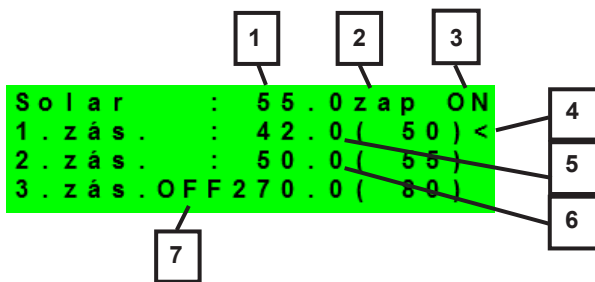 1 2 3
Solar : 55.0zap ON
1.zás. : 42.0( 50)<
2.zás. : 50.0( 55)
3.zás.OFF270.0( 80)
4
5
6
7